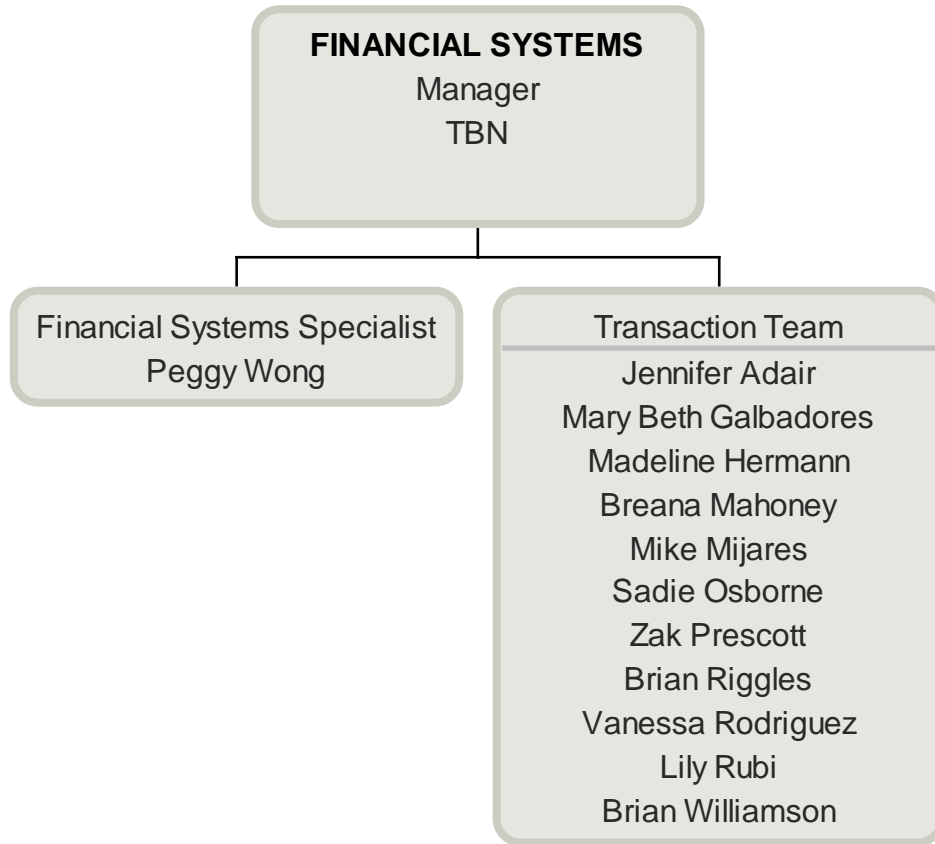 FINANCIAL SYSTEMS
Manager
TBN
Financial Systems Specialist
Peggy Wong
Transaction Team
Jennifer Adair
Mary Beth Galbadores
Madeline Hermann
Breana Mahoney
Mike Mijares
Sadie Osborne
Zak Prescott
Brian Riggles
Vanessa Rodriguez
Lily Rubi
Brian Williamson